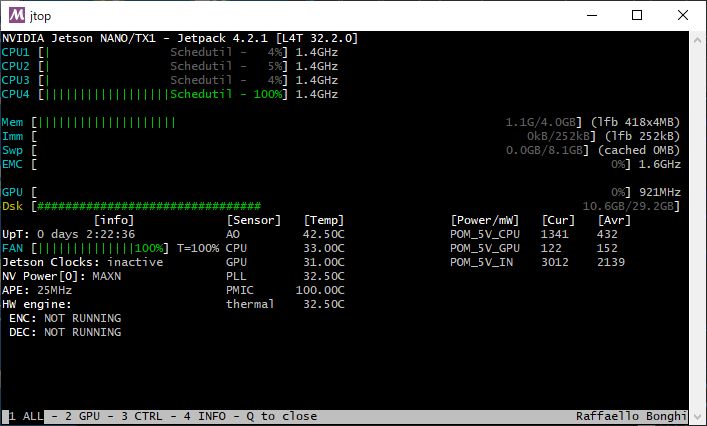 jtop
NVIDIA Jetson NANO/TX1 - Jetpack 4.2.1 [L4T 32.2.0]
CPU1 [| Schedutil - 4%] 1.4GHz
CPU2 [| Schedutil - 5%] 1.4GHz
CPU3 [| Schedutil - 4%] 1.4GHz
CPU4 [|||||||||||||||||||Schedutil - 100%] 1.4GHz
Mem [|||||||||||||||||||| 1.1G/4.0GB] (lfb 418x4MB)
Imm [ 0kB/252kB] (lfb 252kB)
Swp [ 0.0GB/8.1GB] (cached 0MB)
EMC [ 0%] 1.6GHz
GPU [ 0%] 921MHz
Dsk [################################ 10.6GB/29.2GB]
[info] [Sensor] [Temp] [Power/mW] [Cur] [Avr]
UpT: 0 days 2:22:36 AO 42.50C POM_5V_CPU 1341 432
FAN [||||||||||||||100%] T=100% CPU 33.00C POM_5V_GPU 122 152
Jetson Clocks: inactive GPU 31.00C POM_5V_IN 3012 2139
NV Power[0]: MAXN PLL 32.50C
APE: 25MHz PMIC 100.00C
HW engine: thermal 32.50C
ENC: NOT RUNNING
DEC: NOT RUNNING
1 ALL - 2 GPU - 3 CTRL - 4 INFO - Q to close Raffaello Bonghi